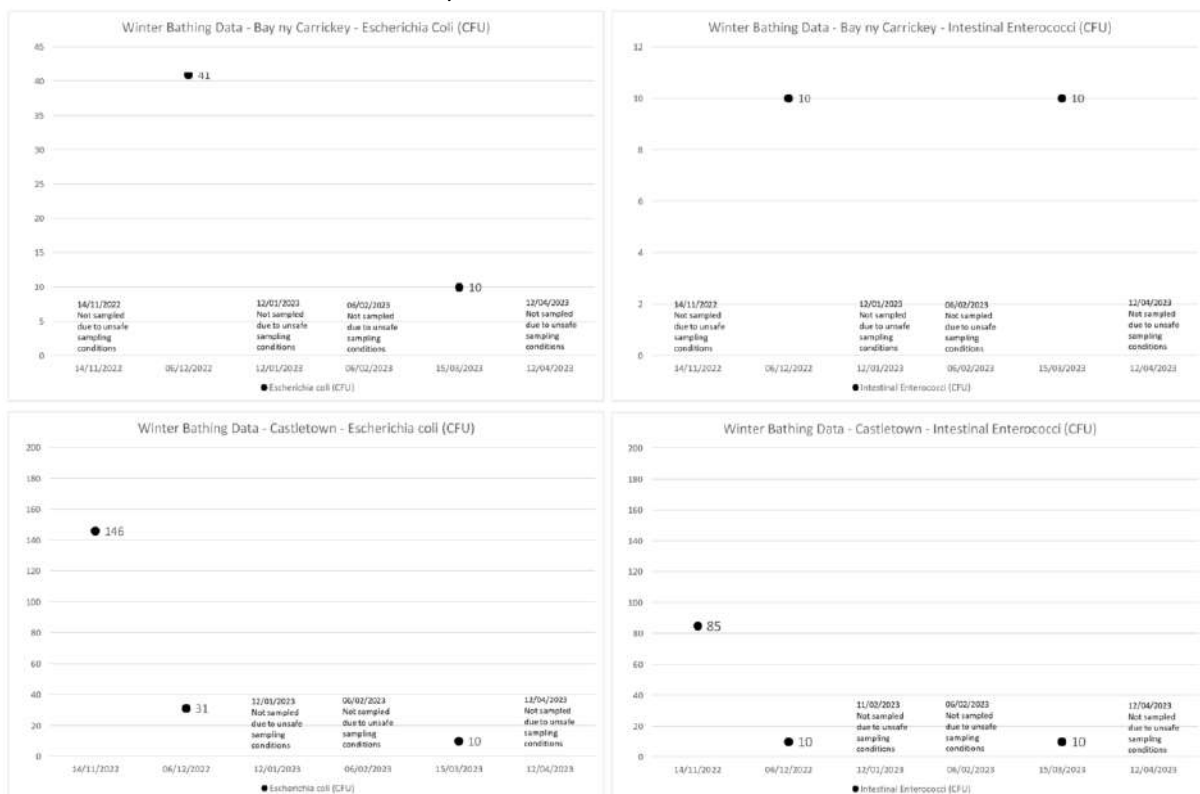 Winter Bathing Data - Bay ny Carrickey - Escherichia Coli (CFU)
45
40
35
30
25
20
15
10
5
0
41
10
14/11/2022
Not sampled
due to unsafe
sampling
conditions
12/01/2023
Not sampled
due to unsafe
sampling
conditions
06/02/2023
Not sampled
due to unsafe
sampling
conditions
12/04/2023
Not sampled
due to unsafe
sampling
conditions
14/11/2022 06/12/2022 12/01/2023 06/02/2023 15/03/2023 12/04/2023
Escherichia coli (CFU)
Winter Bathing Data - Bay ny Carrickey - Intestinal Enterococci (CFU)
12
10
8
6
4
2
0
10
10
14/11/2022
Not sampled
due to unsafe
sampling
conditions
12/01/2023
Not sampled
due to unsafe
sampling
conditions
06/02/2023
Not sampled
due to unsafe
sampling
conditions
12/04/2023
Not sampled
due to unsafe
sampling
conditions
14/11/2022 06/12/2022 12/01/2023 06/02/2023 15/03/2023 12/04/2023
Intestinal Enterococci (CFU)
Winter Bathing Data - Castletown - Escherichia coli (CFU)
200
180
160
140
120
100
80
60
40
20
0
146
31
10
12/01/2023
Not sampled
due to unsafe
sampling
conditions
06/02/2023
Not sampled
due to unsafe
sampling
conditions
12/04/2023
Not sampled
due to unsafe
sampling
conditions
14/11/2022 06/12/2022 12/01/2023 06/02/2023 15/03/2023 12/04/2023
Escherichia coli (CFU)
Winter Bathing Data - Castletown - Intestinal Enterococci (CFU)
200
180
160
140
120
100
80
60
40
20
0
85
10
10
11/02/2023
Not sampled
due to unsafe
sampling
conditions
06/02/2023
Not sampled
due to unsafe
sampling
conditions
12/04/2023
Not sampled
due to unsafe
sampling
conditions
14/11/2022 06/12/2022 12/01/2023 06/02/2023 15/03/2023 12/04/2023
Intestinal Enterococci (CFU)